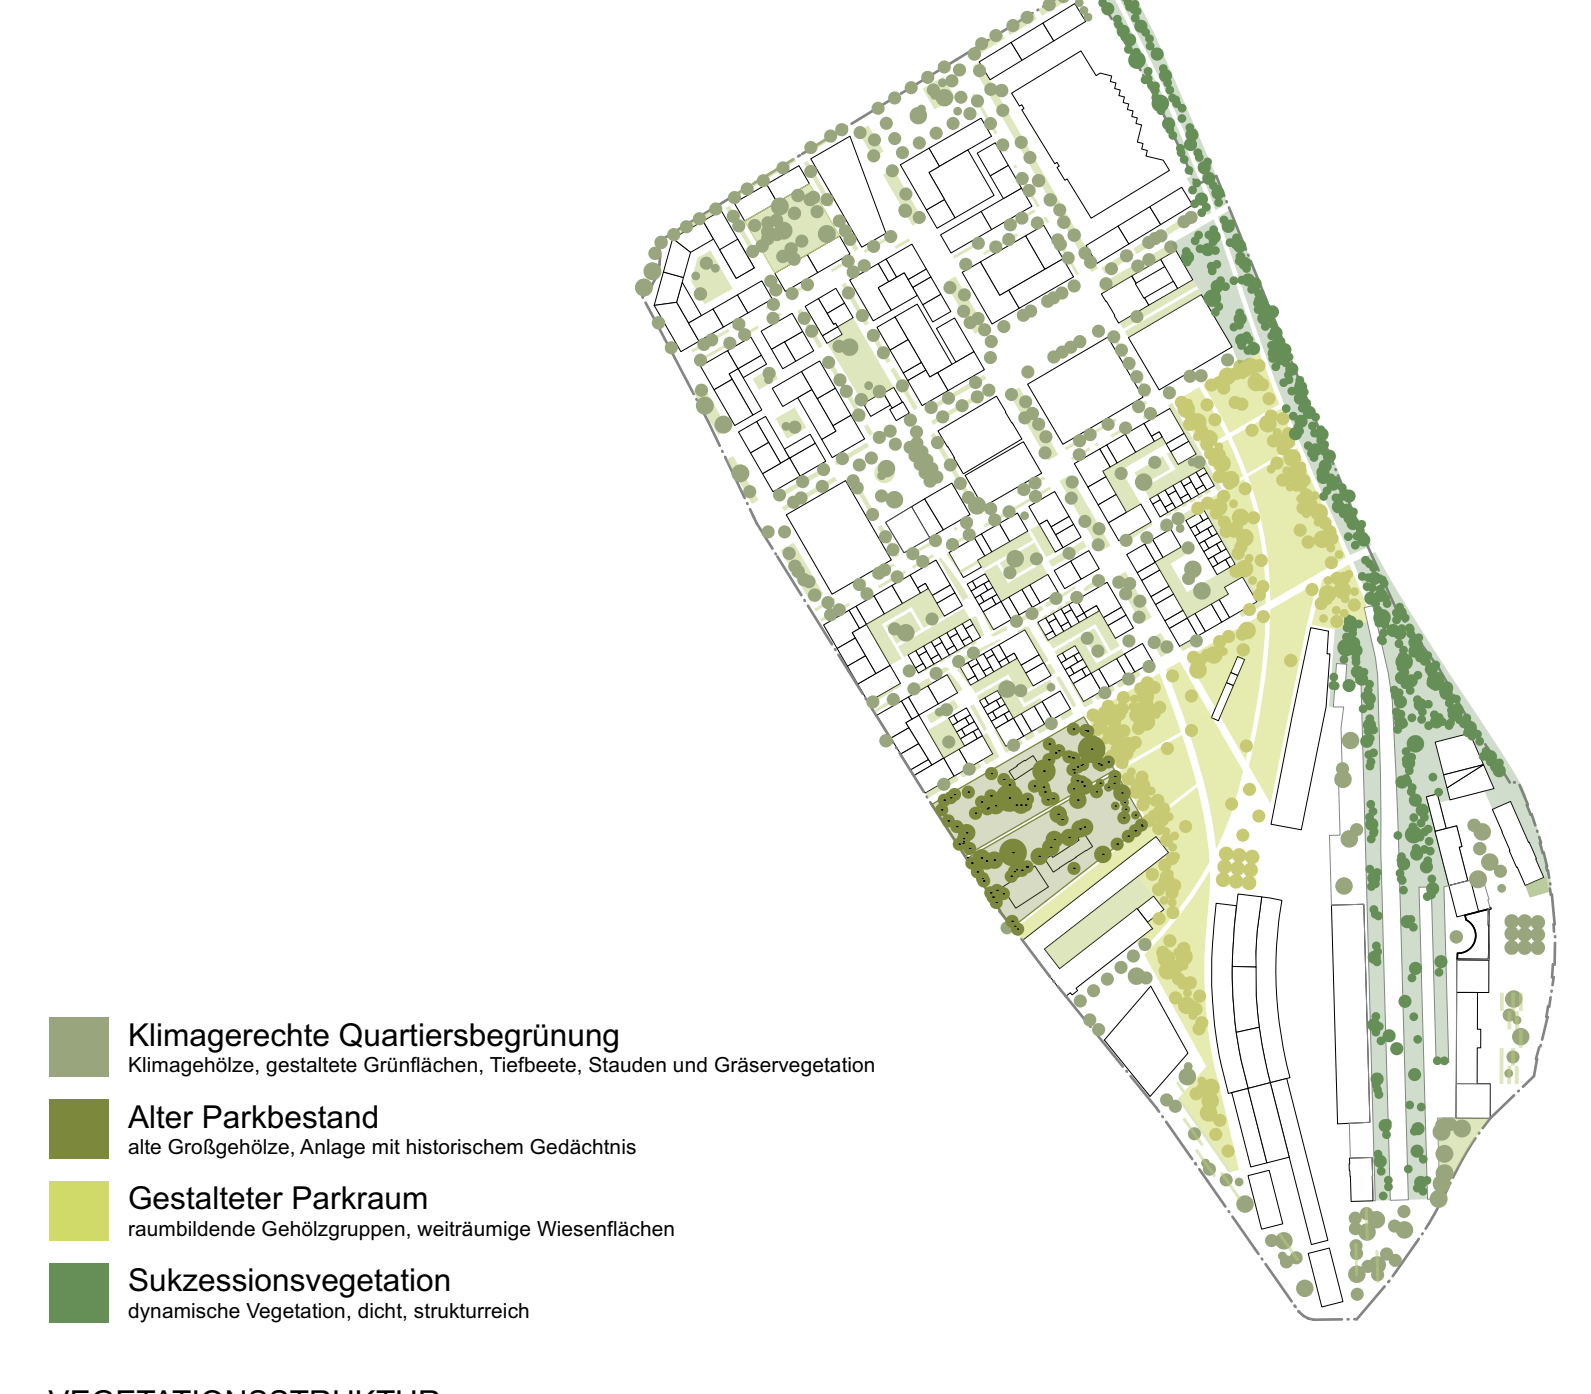 Klimagerechte Quartiersbegrünung
Klimagehölze, gestaltete Grünflächen, Tiefbeete, Stauden und Gräservegetation
Alter Parkbestand
alte Großgehölze, Anlage mit historischem Gedächtnis
Gestalteter Parkraum
raumbildende Gehölzgruppen, weiträumige Wiesenflächen
Sukzessionsvegetation
dynamische Vegetation, dicht, strukturreich
VEGETATIONSSTRUKTUR